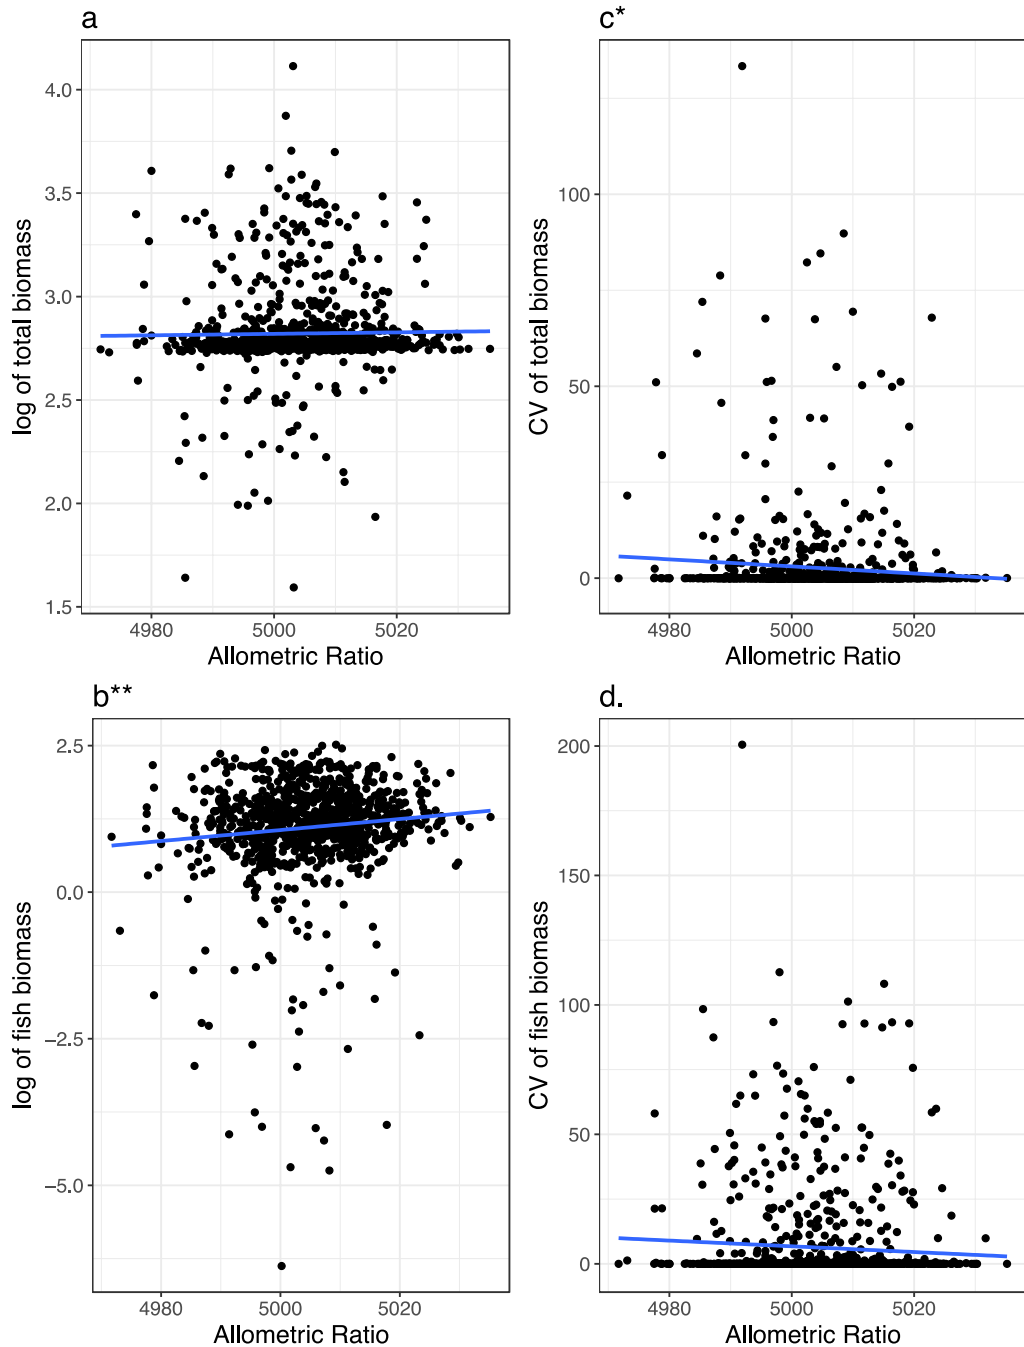 a
log of total biomass
4.0
3.5
3.0
2.5
2.0
1.5
4980 5000 5020
Allometric Ratio
c*
CV of total biomass
100
50
0
4980 5000 5020
Allometric Ratio
b**
log of fish biomass
2.5
0.0
−2.5
−5.0
4980 5000 5020
Allometric Ratio
d.
CV of fish biomass
200
150
100
50
0
4980 5000 5020
Allometric Ratio